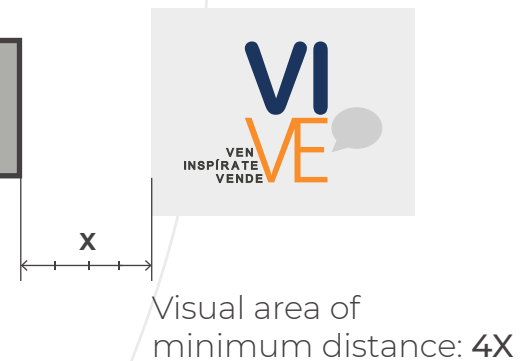 VI
VE
VEN
INSPÍRATE
VENDE
X
Visual area of
minimum distance: 4X